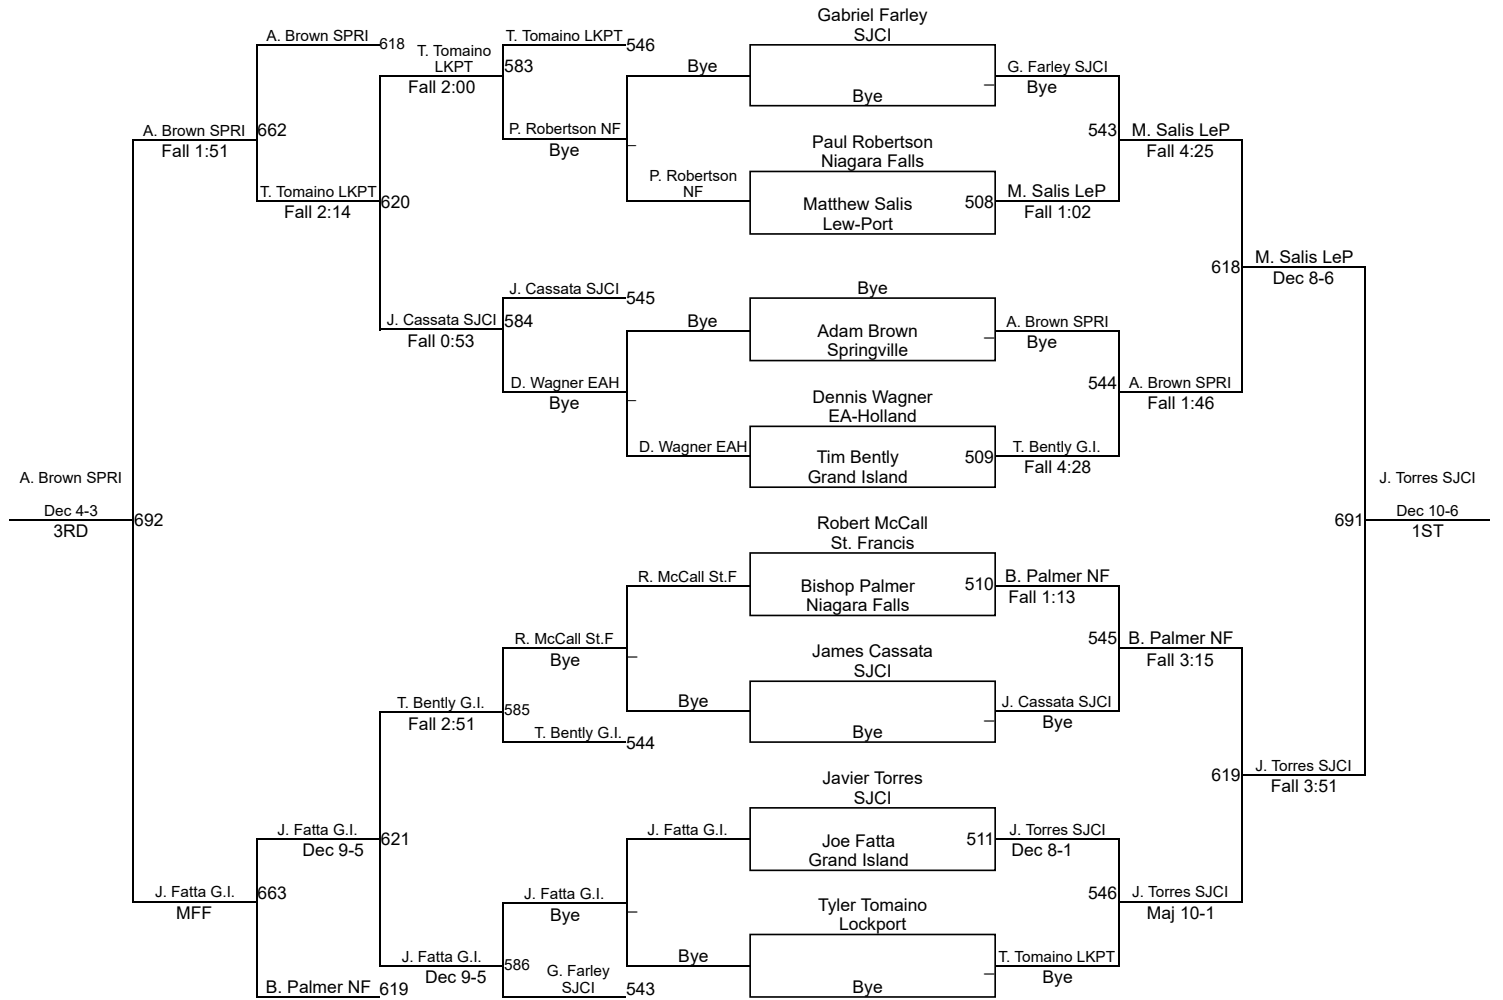 Gabriel Farley
SJCI
A. Brown SPRI
618
T. Tomaino
LKPT
Fall 2:00
T. Tomaino LKPT
546
583
Bye
Bye
G. Farley SJCI
Bye
A. Brown SPRI
662
Fall 1:51
P. Robertson NF
Bye
Paul Robertson
Niagara Falls
543
M. Salis LeP
Fall 4:25
T. Tomaino LKPT
620
Fall 2:14
P. Robertson
NF
Matthew Salis
Lew-Port
508
M. Salis LeP
Fall 1:02
618
M. Salis LeP
Dec 8-6
J. Cassata SJCI
545
Bye
J. Cassata SJCI
584
Fall 0:53
Bye
Adam Brown
Springville
A. Brown SPRI
Bye
D. Wagner EAH
Bye
Dennis Wagner
EA-Holland
544
A. Brown SPRI
Fall 1:46
D. Wagner EAH
Tim Bently
Grand Island
509
T. Bently G.I.
Fall 4:28
A. Brown SPRI
Dec 4-3
3RD
692
J. Torres SJCI
691
Dec 10-6
1ST
Robert McCall
St. Francis
R. McCall St.F
Bishop Palmer
Niagara Falls
510
B. Palmer NF
Fall 1:13
R. McCall St.F
Bye
James Cassata
SJCI
545
B. Palmer NF
Fall 3:15
T. Bently G.I.
585
Fall 2:51
Bye
Bye
J. Cassata SJCI
Bye
T. Bently G.I.
544
Javier Torres
SJCI
619
J. Torres SJCI
Fall 3:51
J. Fatta G.I.
621
Dec 9-5
J. Fatta G.I.
Joe Fatta
Grand Island
511
J. Torres SJCI
Dec 8-1
J. Fatta G.I.
663
MFF
J. Fatta G.I.
Bye
Tyler Tomaino
Lockport
546
J. Torres SJCI
Maj 10-1
J. Fatta G.I.
586
Dec 9-5
Bye
Bye
T. Tomaino LKPT
Bye
B. Palmer NF
619
G. Farley
SJCI
543